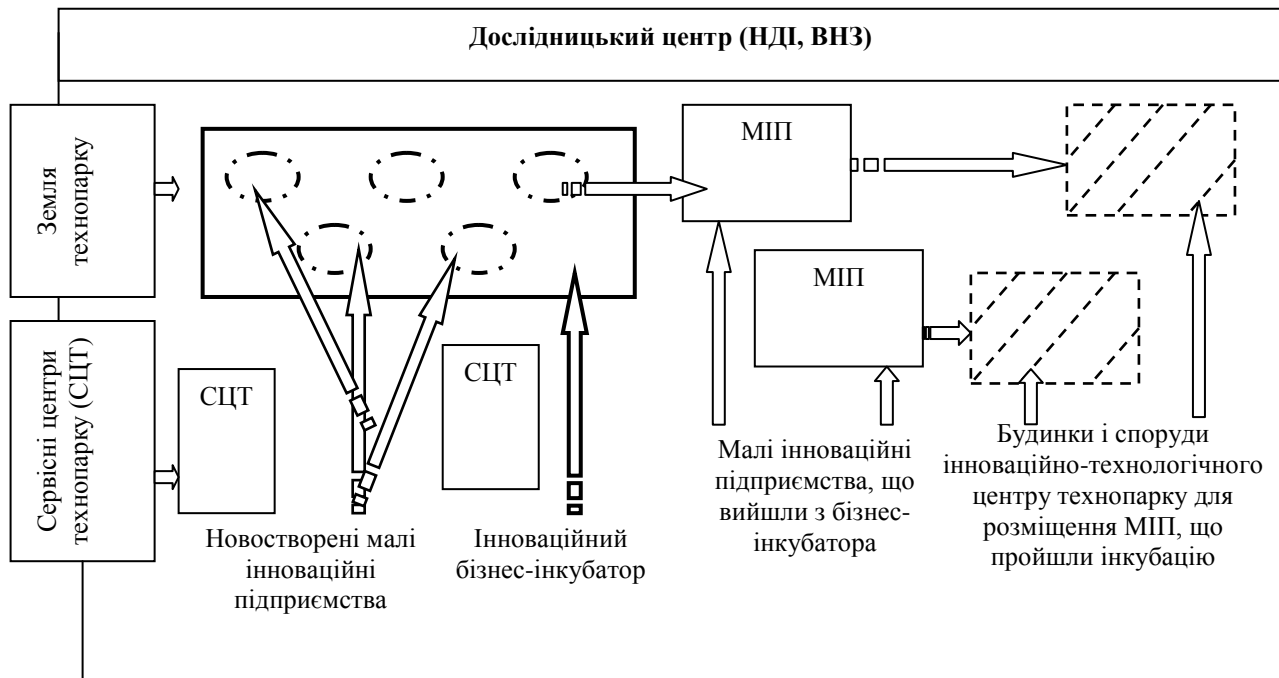 Дослідницький центр (НДІ, ВНЗ)
Земля
технопарку
МІП
МІП
Сервісні центри
технопарку (СЦТ)
СЦТ
СЦТ
Новостворені малі
інноваційні
підприємства
Інноваційний
бізнес-інкубатор
Малі інноваційні
підприємства, що
вийшли з бізнес-
інкубатора
Будинки і споруди
інноваційно-технологічного
центру технопарку для
розміщення МІП, що
пройшли інкубацію